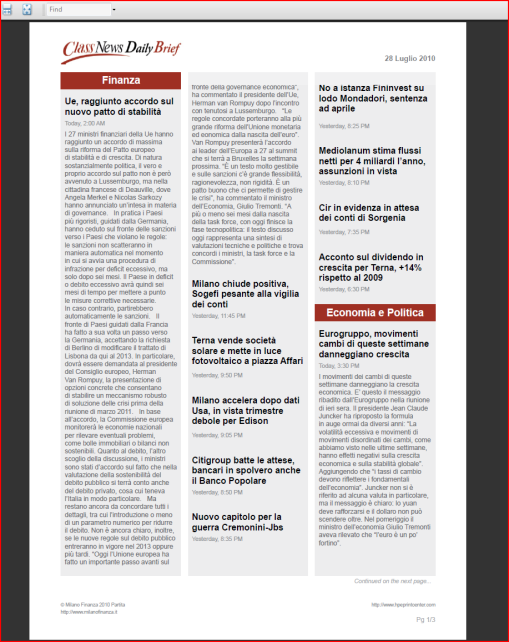 Find
Class News Daily Brief
28 Luglio 2010
Finanza
Ue, raggiunto accordo sul
nuovo patto di stabilità
Today, 2:00 AM
I 27 ministri finanziari della Ue hanno
raggiunto un accordo di massima
sulla riforma del Patto europeo
di stabilità e di crescita. Di natura
sostanzialmente politica, il vero e
proprio accordo sul patto non è però
avvenuto a Lussemburgo, ma nella
cittadina francese di Deauville, dove
Angela Merkel e Nicolas Sarkozy
hanno annunciato un'intesa in materia
di governance. In pratica i Paesi
più rigoristi, guidati dalla Germania,
hanno ceduto sul fronte delle sanzioni
verso i Paesi che violano le regole:
le sanzioni non scatteranno in
maniera automatica nel momento
in cui si avvia una procedura di
infrazione per deficit eccessivo, ma
solo dopo sei mesi. Il Paese in deficit
o debito eccessivo avrà quindi sei
mesi di tempo per mettere a punto
le misure correttive necessarie.
In caso contrario, partirebbero
automaticamente le sanzioni. Il
fronte di Paesi guidati dalla Francia
ha fatto a sua volta un passo verso
la Germania, accettando la richiesta
di Berlino di modificare il trattato di
Lisbona da qui al 2013. In particolare,
dovrà essere demandata al presidente
del Consiglio europeo, Herman
Van Rompuy, la presentazione di
opzioni concrete che consentano
di stabilire un meccanismo robusto
di soluzione delle crisi prima della
riunione di marzo 2011. In base
all'accordo, la Commissione europea
monitorerà le economie nazionali
per rilevare eventuali problemi,
come bolle immobiliari o bilanci non
sostenibili. Quanto al debito, l'altro
scoglio della discussione, i ministri
sono stati d'accordo sul fatto che nella
valutazione della sostenibilità del
debito pubblico si terrà conto anche
del debito privato, cosa cui teneva
l'Italia in modo particolare. Ma
restano ancora da concordare tutti i
dettagli, tra cui l'introduzione o meno
di un parametro numerico per ridurre
il debito. Non è ancora chiaro, inoltre,
se le nuove regole sul debito pubblico
entreranno in vigore nel 2013 oppure
più tardi. "Oggi l'Unione europea ha
fatto un importante passo avanti sul
fronte della governance economica",
ha commentato il presidente dell'Ue,
Herman van Rompuy dopo l'incontro
con tenutosi a Lussemburgo. "Le
regole concordate porteranno alla più
grande riforma dell'Unione monetaria
ed economica dalla nascita dell'euro".
Van Rompuy presenterà l'accordo
ai leader dell'Europa a 27 al summit
che si terrà a Bruxelles la settimana
prossima. "È un testo molto gestibile
e sulle sanzioni c'è grande flessibilità,
ragionevolezza, non rigidità. È un
patto buono che ci permette di gestire
le crisi", ha commentato il ministro
dell'Economia, Giulio Tremonti. "A
più o meno sei mesi dalla nascita
della task force, con oggi finisce la
fase tecnopolitica: il testo discusso
oggi rappresenta una sintesi di
valutazioni tecniche e politiche e trova
concordi i ministri, la task force e la
Commissione".
Milano chiude positiva,
Sogefi pesante alla vigilia
dei conti
Yesterday, 11:45 PM
Terna vende società
solare e mette in luce
fotovoltaico a piazza Affari
Yesterday, 9:50 PM
Milano accelera dopo dati
Usa, in vista trimestre
debole per Edison
Yesterday, 9:05 PM
Citigroup batte le attese,
bancari in spolvero anche
il Banco Popolare
Yesterday, 8:50 PM
Nuovo capitolo per la
guerra Cremonini-Jbs
Yesterday, 8:35 PM
No a istanza Fininvest su
lodo Mondadori, sentenza
ad aprile
Yesterday, 8:25 PM
Mediolanum stima flussi
netti per 4 miliardi l'anno,
assunzioni in vista
Yesterday, 8:10 PM
Cir in evidenza in attesa
dei conti di Sorgenia
Yesterday, 7:35 PM
Acconto sul dividendo in
crescita per Terna, +14%
rispetto al 2009
Yesterday, 6:30 PM
Economia e Politica
Eurogruppo, movimenti
cambi di queste settimane
danneggiano crescita
Today, 3:30 PM
I movimenti dei cambi di queste
settimane danneggiano la crescita
economica. E' questo il messaggio
ribadito dall'Eurogruppo nella riunione
di ieri sera. Il presidente Jean Claude
Juncker ha riproposto la formula
in auge ormai da diversi anni: "La
volatilità eccessiva e movimenti di
movimenti disordinati dei cambi, come
abbiamo visto nelle ultime settimane,
hanno effetti negativi sulla crescita
economica e sulla stabilità globale".
Aggiungendo che "i tassi di cambio
devono riflettere i fondamentali
dell'economia". Juncker non si è
riferito ad alcuna valuta in particolare,
ma il messaggio è chiaro: lo yuan
deve rafforzarsi e il dollaro non può
scendere oltre. Nel pomeriggio il
ministro dell'Economia Giulio Tremonti
aveva rilevato che "l'euro è un po'
fortino".
Continued on the next page...
© Milano Finanza 2010 Partita
http://www.milanofinanza.it
http://www.hpeprintcenter.com
Pg 1/3